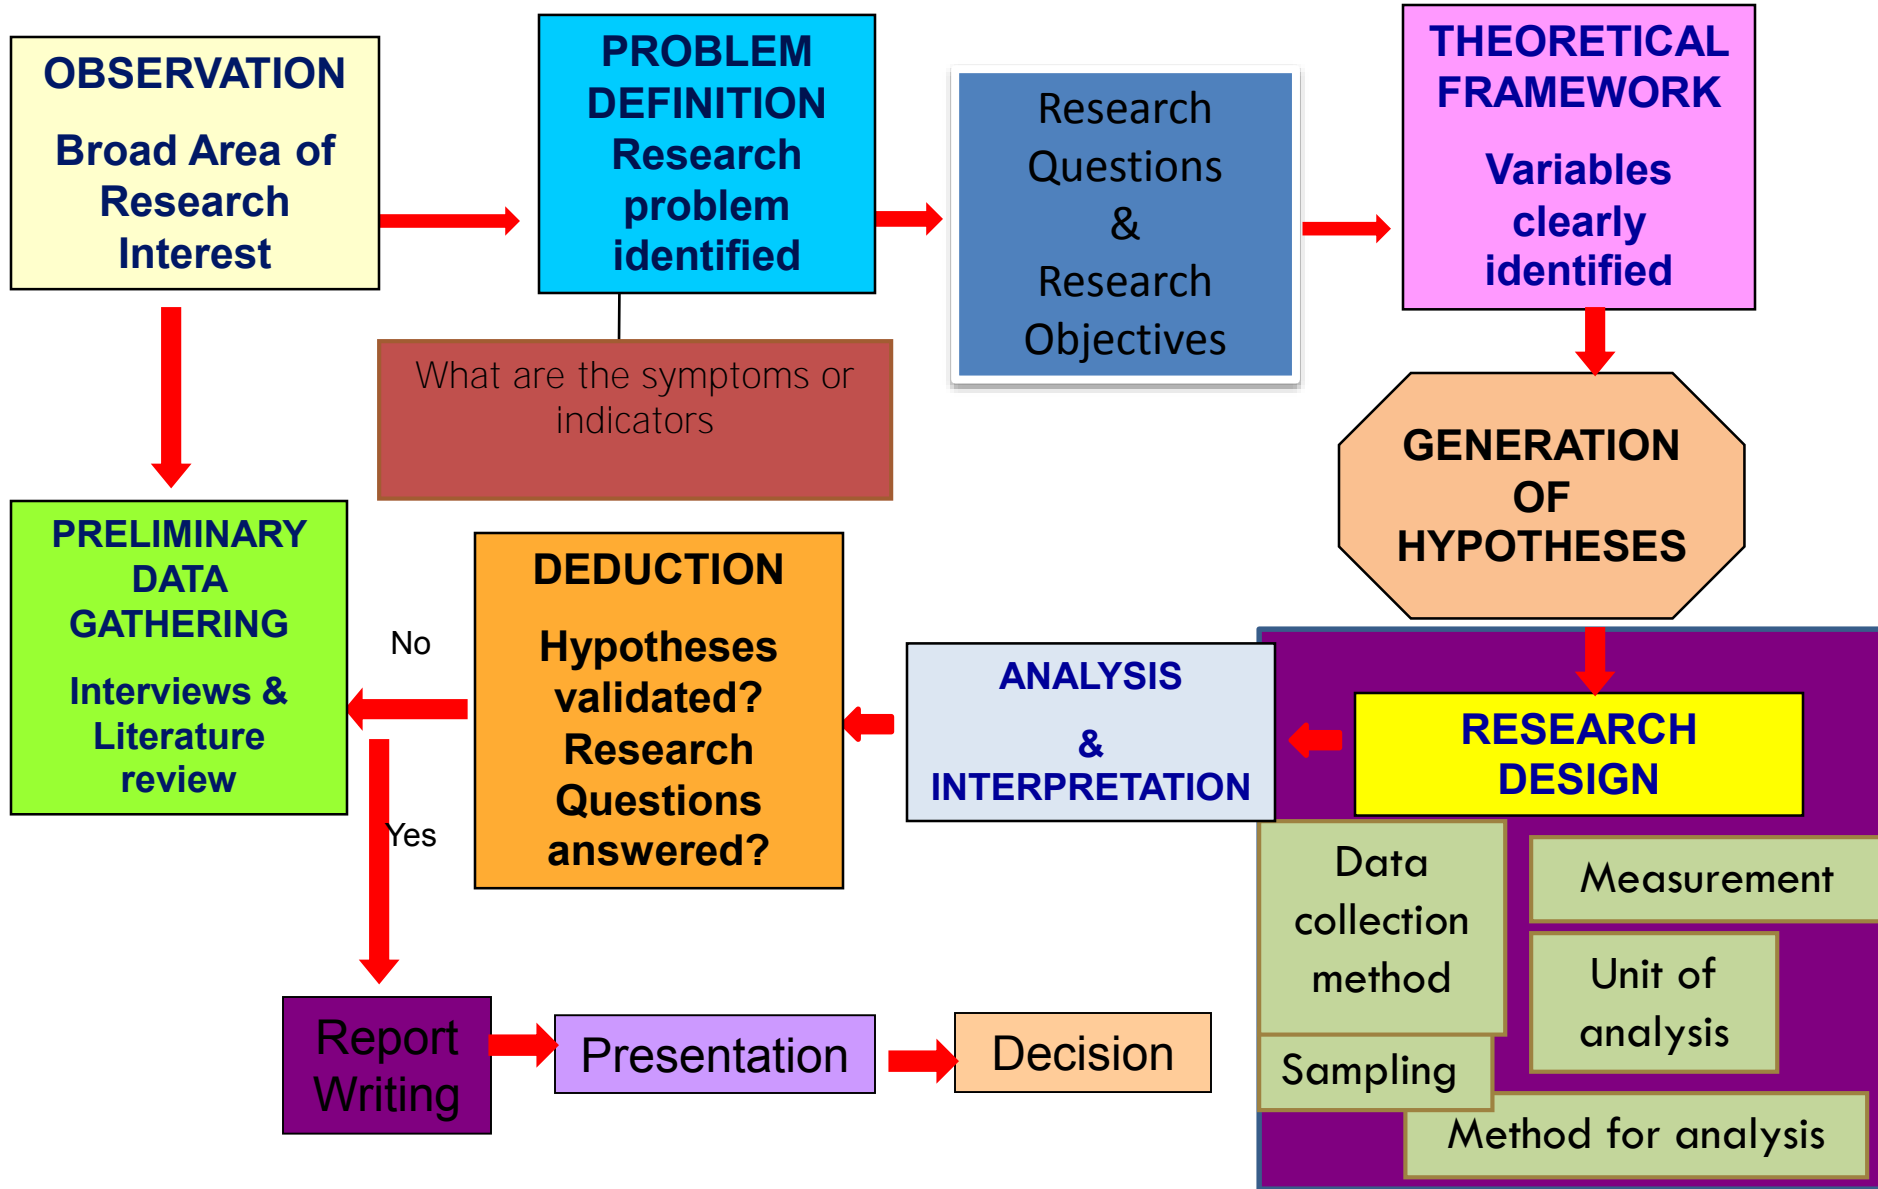 OBSERVATION
Broad Area of
Research
Interest
PROBLEM
DEFINITION
Research
problem
identified
What are the symptoms or
indicators
Research
Questions
&
Research
Objectives
THEORETICAL
FRAMEWORK
Variables
clearly
identified
GENERATION
OF
HYPOTHESES
PRELIMINARY
DATA
GATHERING
Interviews &
Literature
review
No
Yes
DEDUCTION
Hypotheses
validated?
Research
Questions
answered?
ANALYSIS
&
INTERPRETATION
RESEARCH
DESIGN
Data
collection
method
Measurement
Unit of
analysis
Sampling
Method for analysis
Report
Writing
Presentation
Decision